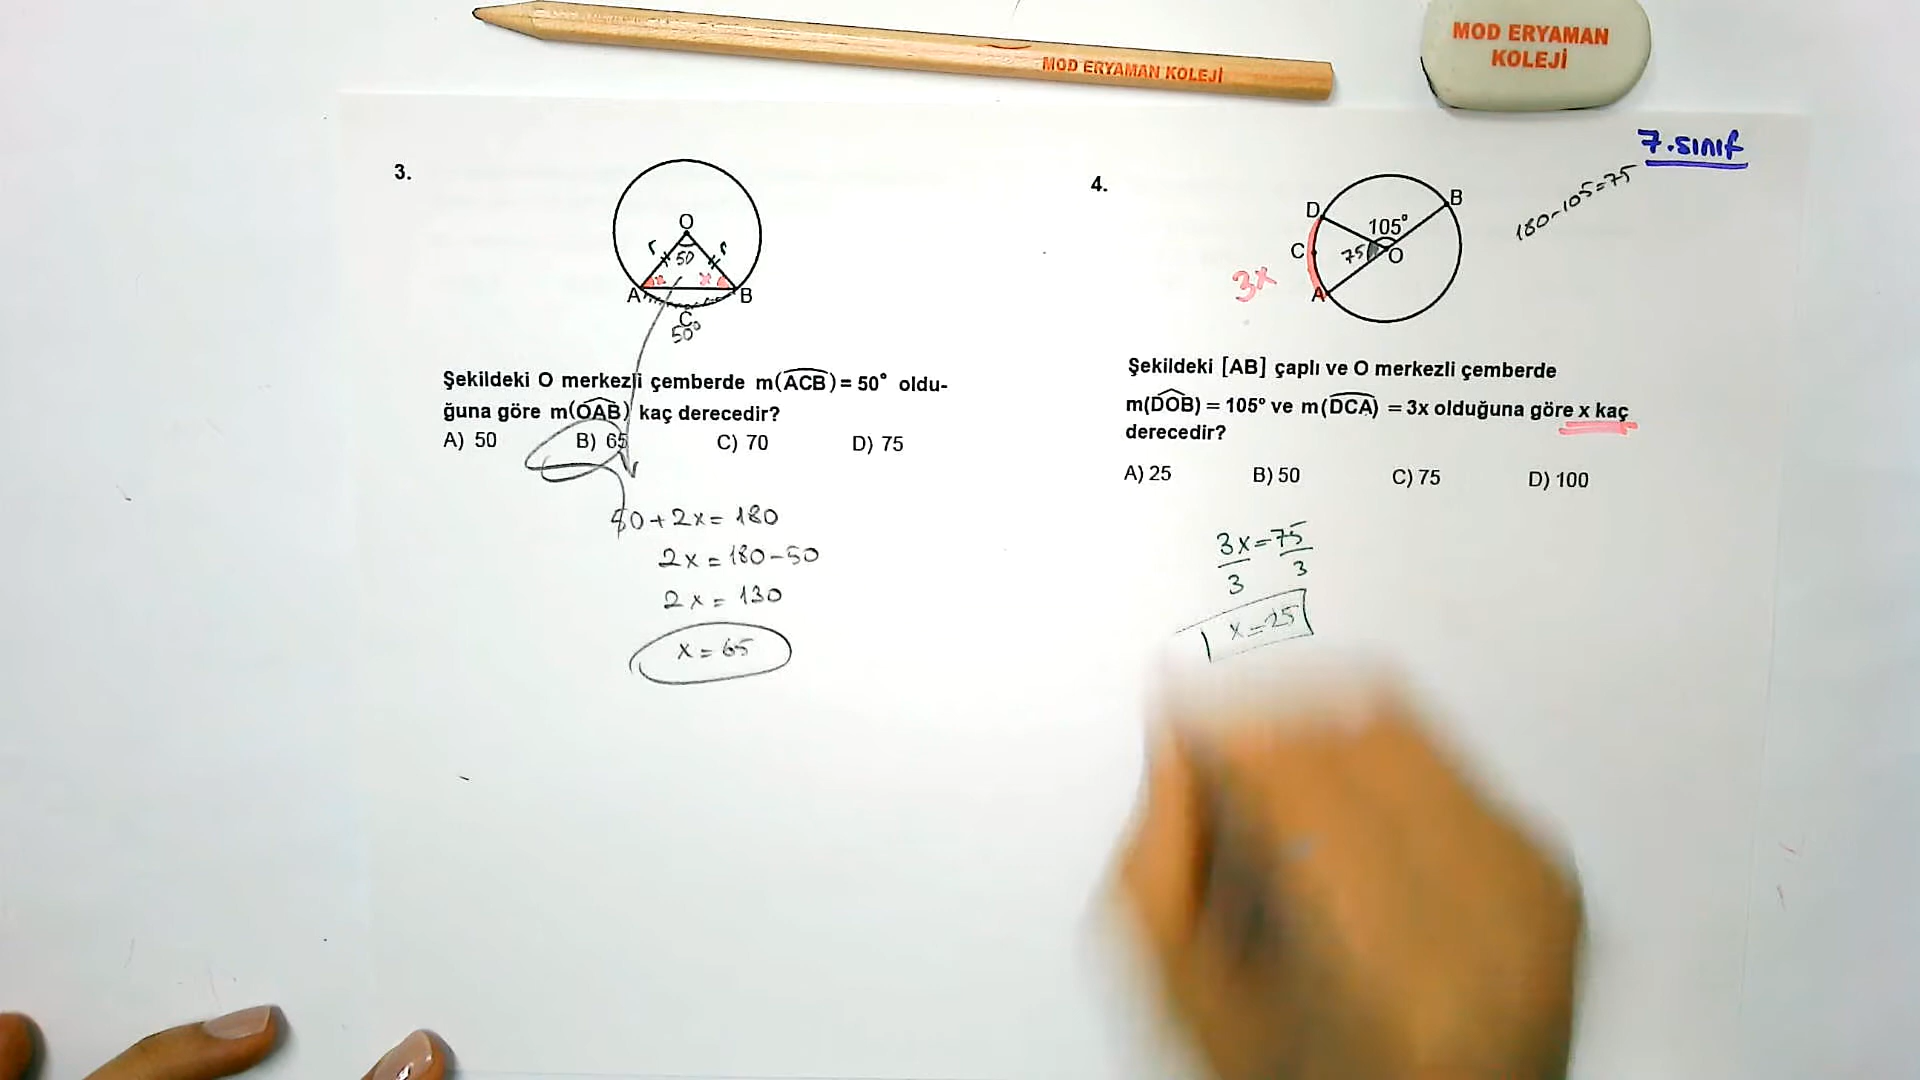 MOD ERYAMAN KOLEJİ
MOD ERYAMAN
KOLEJİ
7.sınıf
3.
O
r
r
50
x
x
A
B
C
50°
Şekildeki O merkezli çemberde m(ACB) = 50° oldu-
ğuna göre m(OAB) kaç derecedir?
A) 50 B) 65 C) 70 D) 75
50+2x=180
2x=180-50
2x=130
x=65
4.
180-105=75
D
B
105°
C
75
O
3x
A
Şekildeki [AB] çaplı ve O merkezli çemberde
m(DOB) = 105° ve m(DCA) = 3x olduğuna göre x kaç
derecedir?
A) 25 B) 50 C) 75 D) 100
3x=75
3 3
x=25